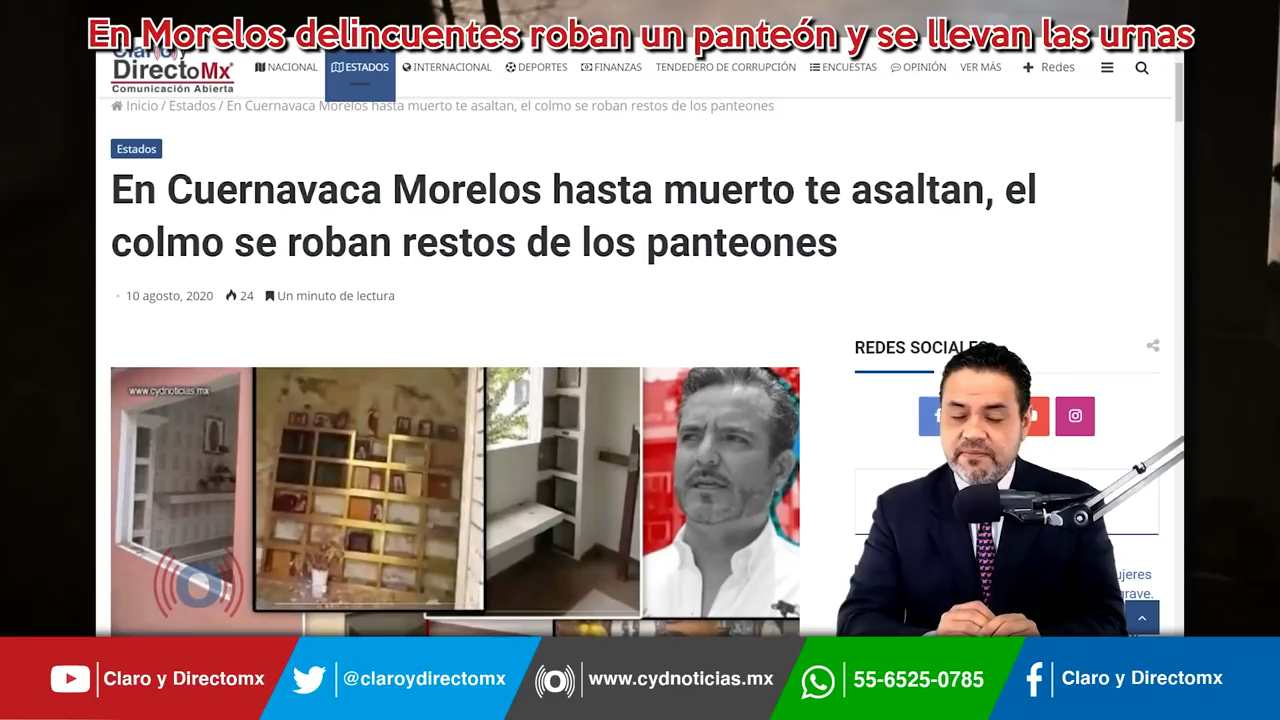 En Morelos delincuentes roban un panteón y se llevan las urnas
Claro y
DirectoMx
Comunicación Abierta
NACIONAL
ESTADOS
INTERNACIONAL
DEPORTES
FINANZAS
TENDEDERO DE CORRUPCIÓN
ENCUESTAS
OPINIÓN
VER MÁS
Redes
Inicio / Estados / En Cuernavaca Morelos hasta muerto te asaltan, el colmo se roban restos de los panteones
Estados
En Cuernavaca Morelos hasta muerto te asaltan, el
colmo se roban restos de los panteones
10 agosto, 2020 24 Un minuto de lectura
REDES SOCIALES
www.cydnoticias.mx
grave.
Claro y Directomx
@claroydirectomx
www.cydnoticias.mx
55-6525-0785
Claro y Directomx